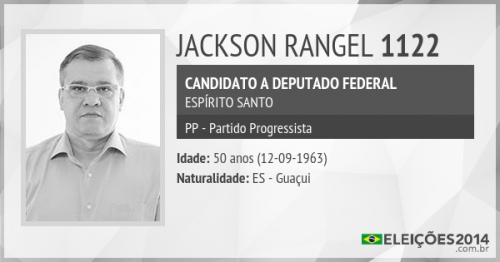 JACKSON RANGEL 1122
CANDIDATO A DEPUTADO FEDERAL
ESPÍRITO SANTO
PP - Partido Progressista
Idade: 50 anos (12-09-1963)
Naturalidade: ES - Guaçui
ELEIÇÕES2014
.com.br